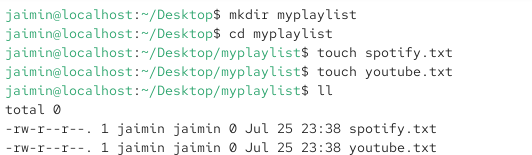 jaimin@localhost:~/Desktop$ mkdir myplaylist
jaimin@localhost:~/Desktop$ cd myplaylist
jaimin@localhost:~/Desktop/myplaylist$ touch spotify.txt
jaimin@localhost:~/Desktop/myplaylist$ touch youtube.txt
jaimin@localhost:~/Desktop/myplaylist$ ll
total 0
-rw-r--r--. 1 jaimin jaimin 0 Jul 25 23:38 spotify.txt
-rw-r--r--. 1 jaimin jaimin 0 Jul 25 23:38 youtube.txt